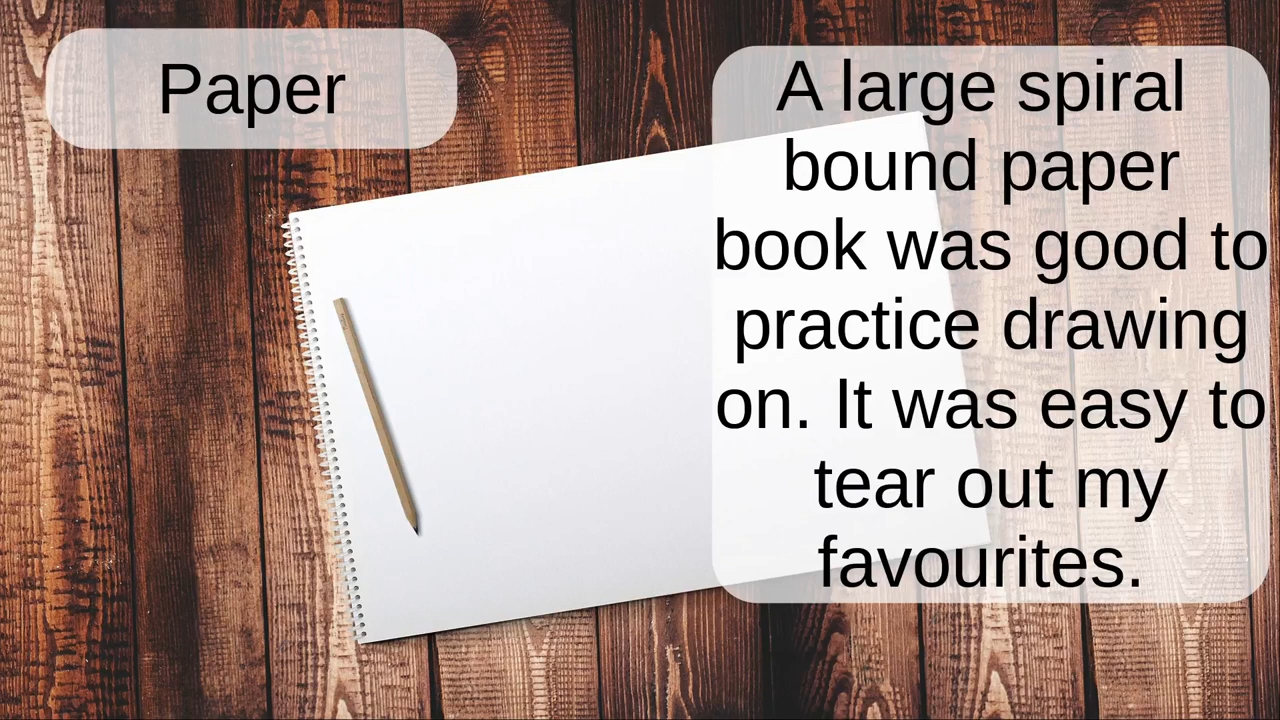 Paper
A large spiral
bound paper
book was good to
practice drawing
on. It was easy to
tear out my
favourites.